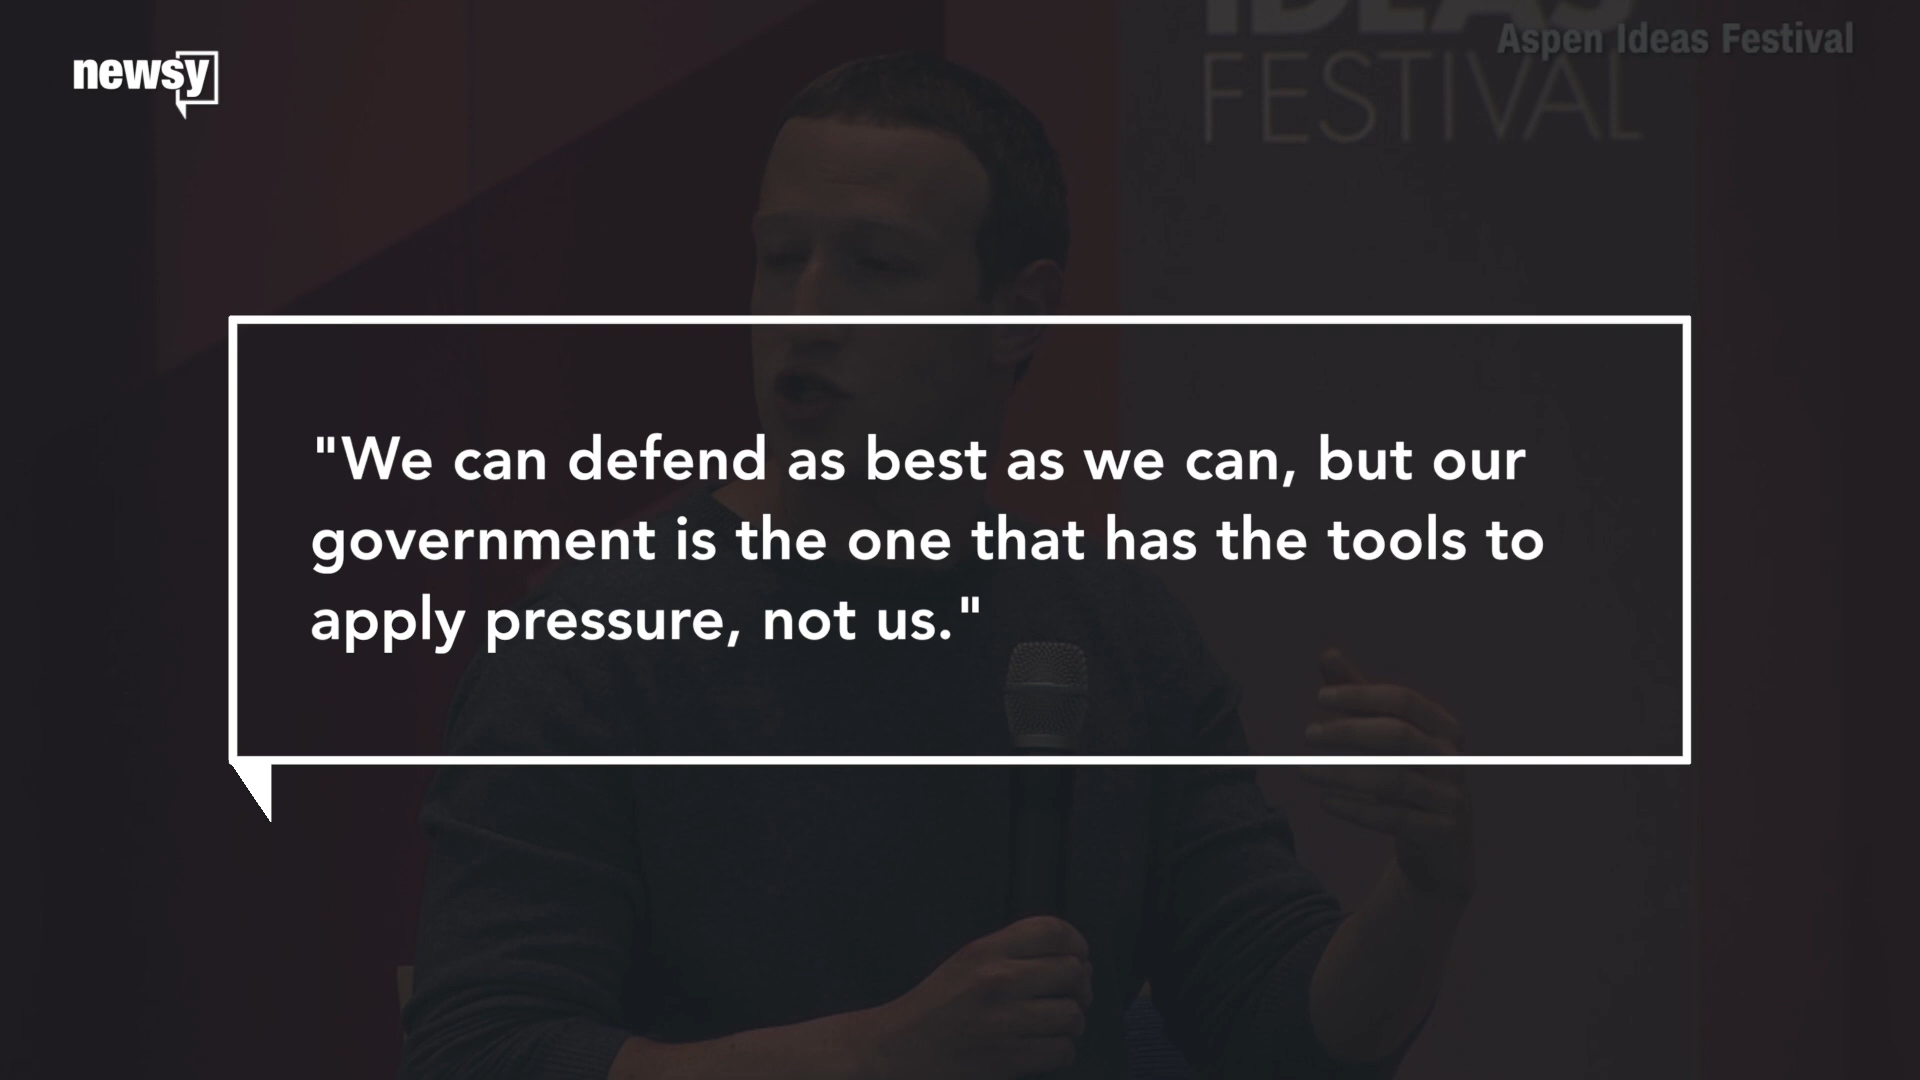 newsy
IDEAS
FESTIVAL
Aspen Ideas Festival
"We can defend as best as we can, but our
government is the one that has the tools to
apply pressure, not us."